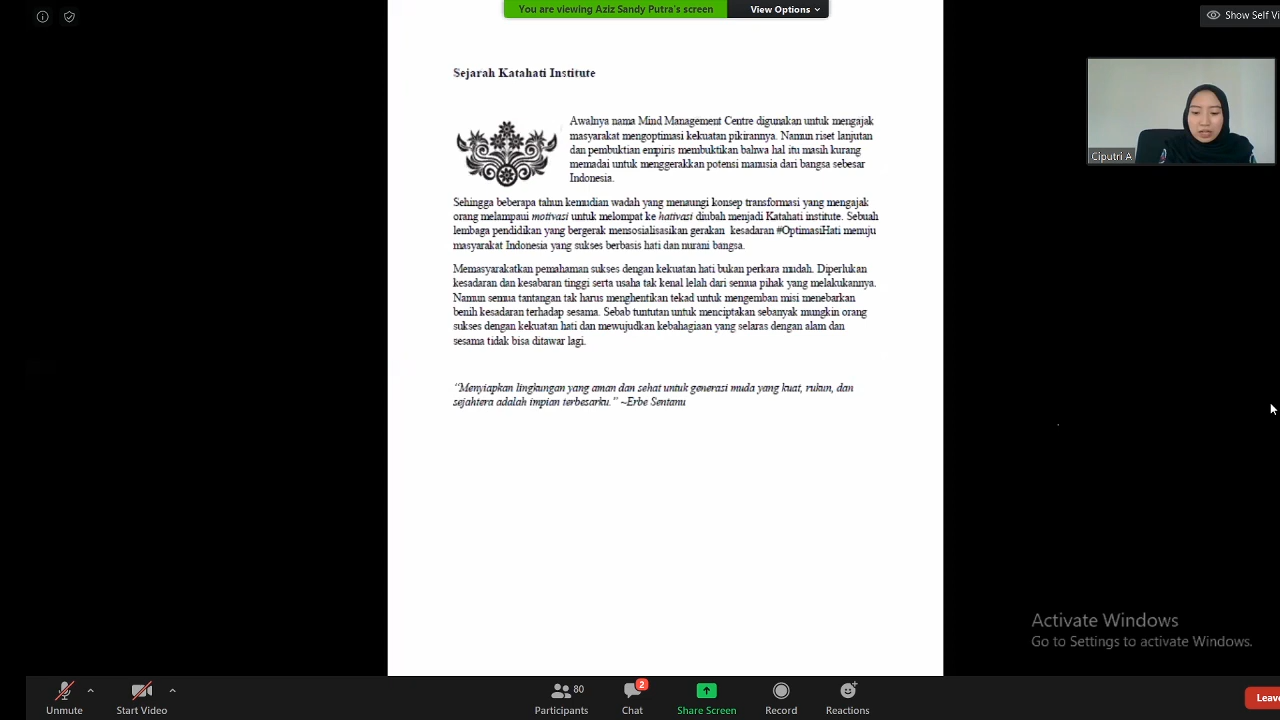 You are viewing Aziz Sandy Putra's screen
View Options
Show Self Vi
Sejarah Katahati Institute
Awalnya nama Mind Management Centre digunakan untuk mengajak
masyarakat mengoptimasi kekuatan pikirannya. Namun riset lanjutan
dan pembuktian empiris membuktikan bahwa hal itu masih kurang
memadai untuk menggerakkan potensi manusia dari bangsa sebesar
Indonesia.
Sehingga beberapa tahun kemudian wadah yang menaungi konsep transformasi yang mengajak
orang melampaui motivasi untuk melompat ke hativasi diubah menjadi Katahati institute. Sebuah
lembaga pendidikan yang bergerak mensosialisasikan gerakan kesadaran #OptimasiHati menuju
masyarakat Indonesia yang sukses berbasis hati dan nurani bangsa.
Memasyarakatkan pemahaman sukses dengan kekuatan hati bukan perkara mudah. Diperlukan
kesadaran dan kesabaran tinggi serta usaha tak kenal lelah dari semua pihak yang melakukannya.
Namun semua tantangan tak harus menghentikan tekad untuk mengemban misi menebarkan
benih kesadaran terhadap sesama. Sebab tuntutan untuk menciptakan sebanyak mungkin orang
sukses dengan kekuatan hati dan mewujudkan kebahagiaan yang selaras dengan alam dan
sesama tidak bisa ditawar lagi.
"Menyiapkan lingkungan yang aman dan sehat untuk generasi muda yang kuat, rukun, dan
sejahtera adalah impian terbesarku." ~Erbe Sentanu
Ciputri A
Activate Windows
Go to Settings to activate Windows.
Unmute
Start Video
Participants
80
Chat
2
Share Screen
Record
Reactions
Leave